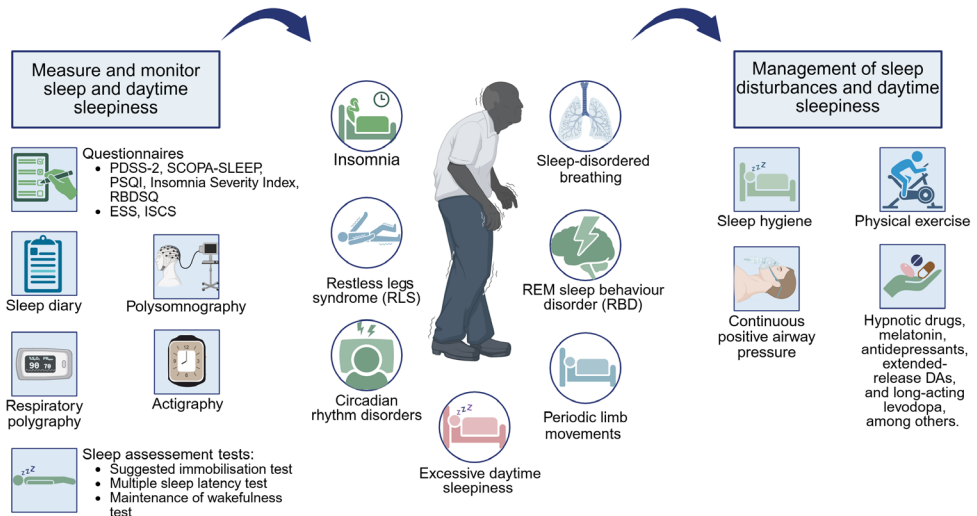 Measure and monitor
sleep and daytime
sleepiness
Questionnaires
• PDSS-2, SCOPA-SLEEP,
PSQI, Insomnia Severity Index,
RBDSQ
• ESS, ISCS
Sleep diary
Polysomnography
90 78
Respiratory
polygraphy
Actigraphy
zzZ
Sleep assessement tests:
• Suggested immobilisation test
• Multiple sleep latency test
• Maintenance of wakefulness
test
Insomnia
Restless legs
syndrome (RLS)
Circadian
rhythm disorders
zzZ
Excessive daytime
sleepiness
Sleep-disordered
breathing
REM sleep behaviour
disorder (RBD)
Periodic limb
movements
Management of sleep
disturbances and daytime
sleepiness
zzZ
Sleep hygiene
Physical exercise
Continuous
positive airway
pressure
Hypnotic drugs,
melatonin,
antidepressants,
extended-
release DAs,
and long-acting
levodopa,
among others.